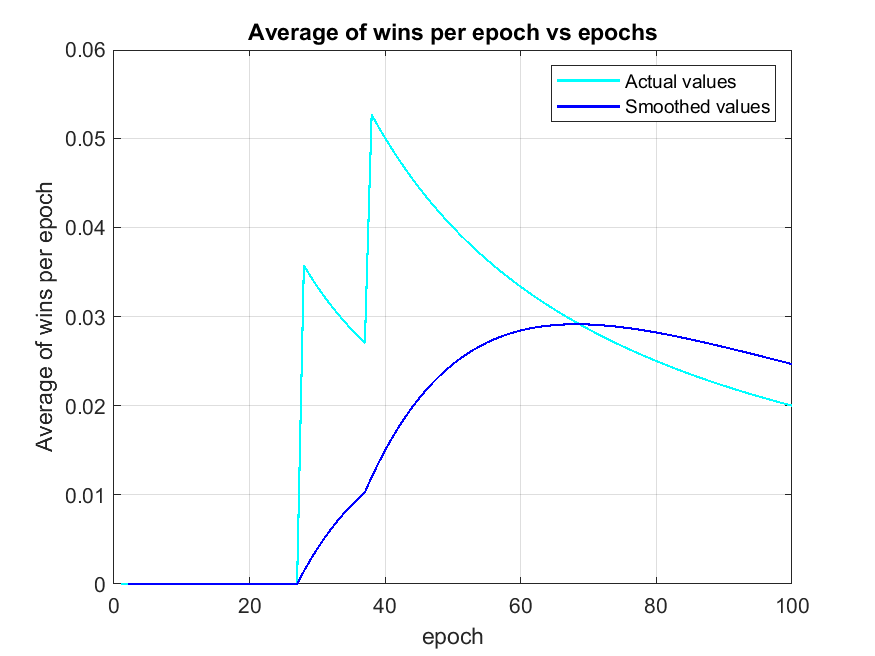 Average of wins per epoch vs epochs
Actual values
Smoothed values
Average of wins per epoch
0.06
0.05
0.04
0.03
0.02
0.01
0
0 20 40 60 80 100
epoch